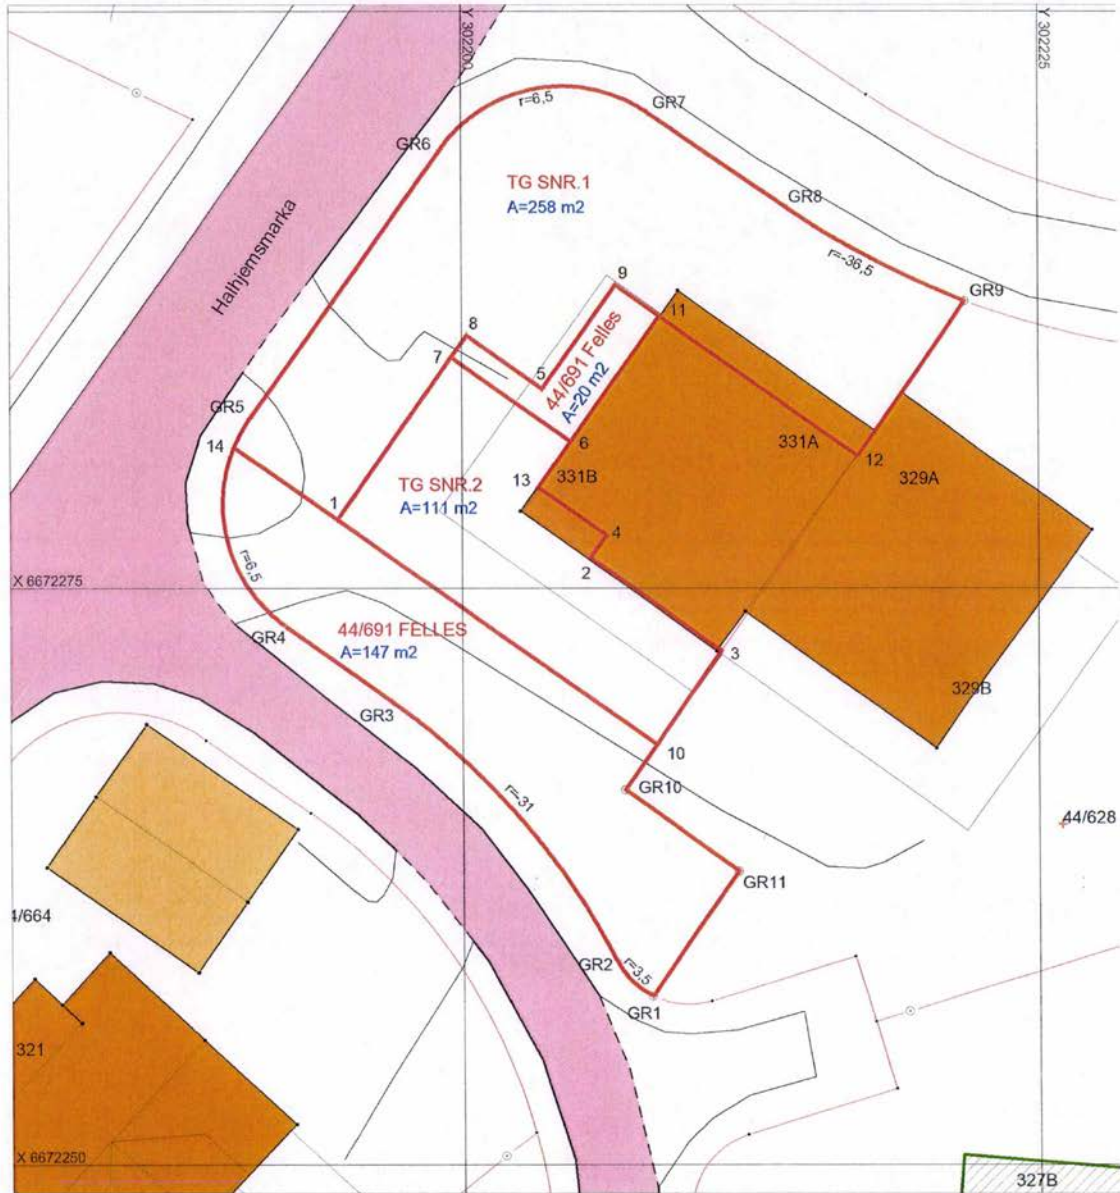 Y 302200
Y 302225
GR7
r=6,5
GR6
TG SNR.1
A=258 m2
GR8
r=-36,5
GR9
Halhjemsmarka
9
11
8
7
5
44/691 Felles
A=20 m2
GR5
14
6
331A
12
329A
331B
13
TG SNR.2
A=111 m2
1
4
2
r=6,5
X 6672275
GR4
44/691 FELLES
A=147 m2
3
329B
GR3
10
GR10
r=-31
44/628
GR11
4/664
GR2
r=3,5
GR1
321
X 6672250
327B